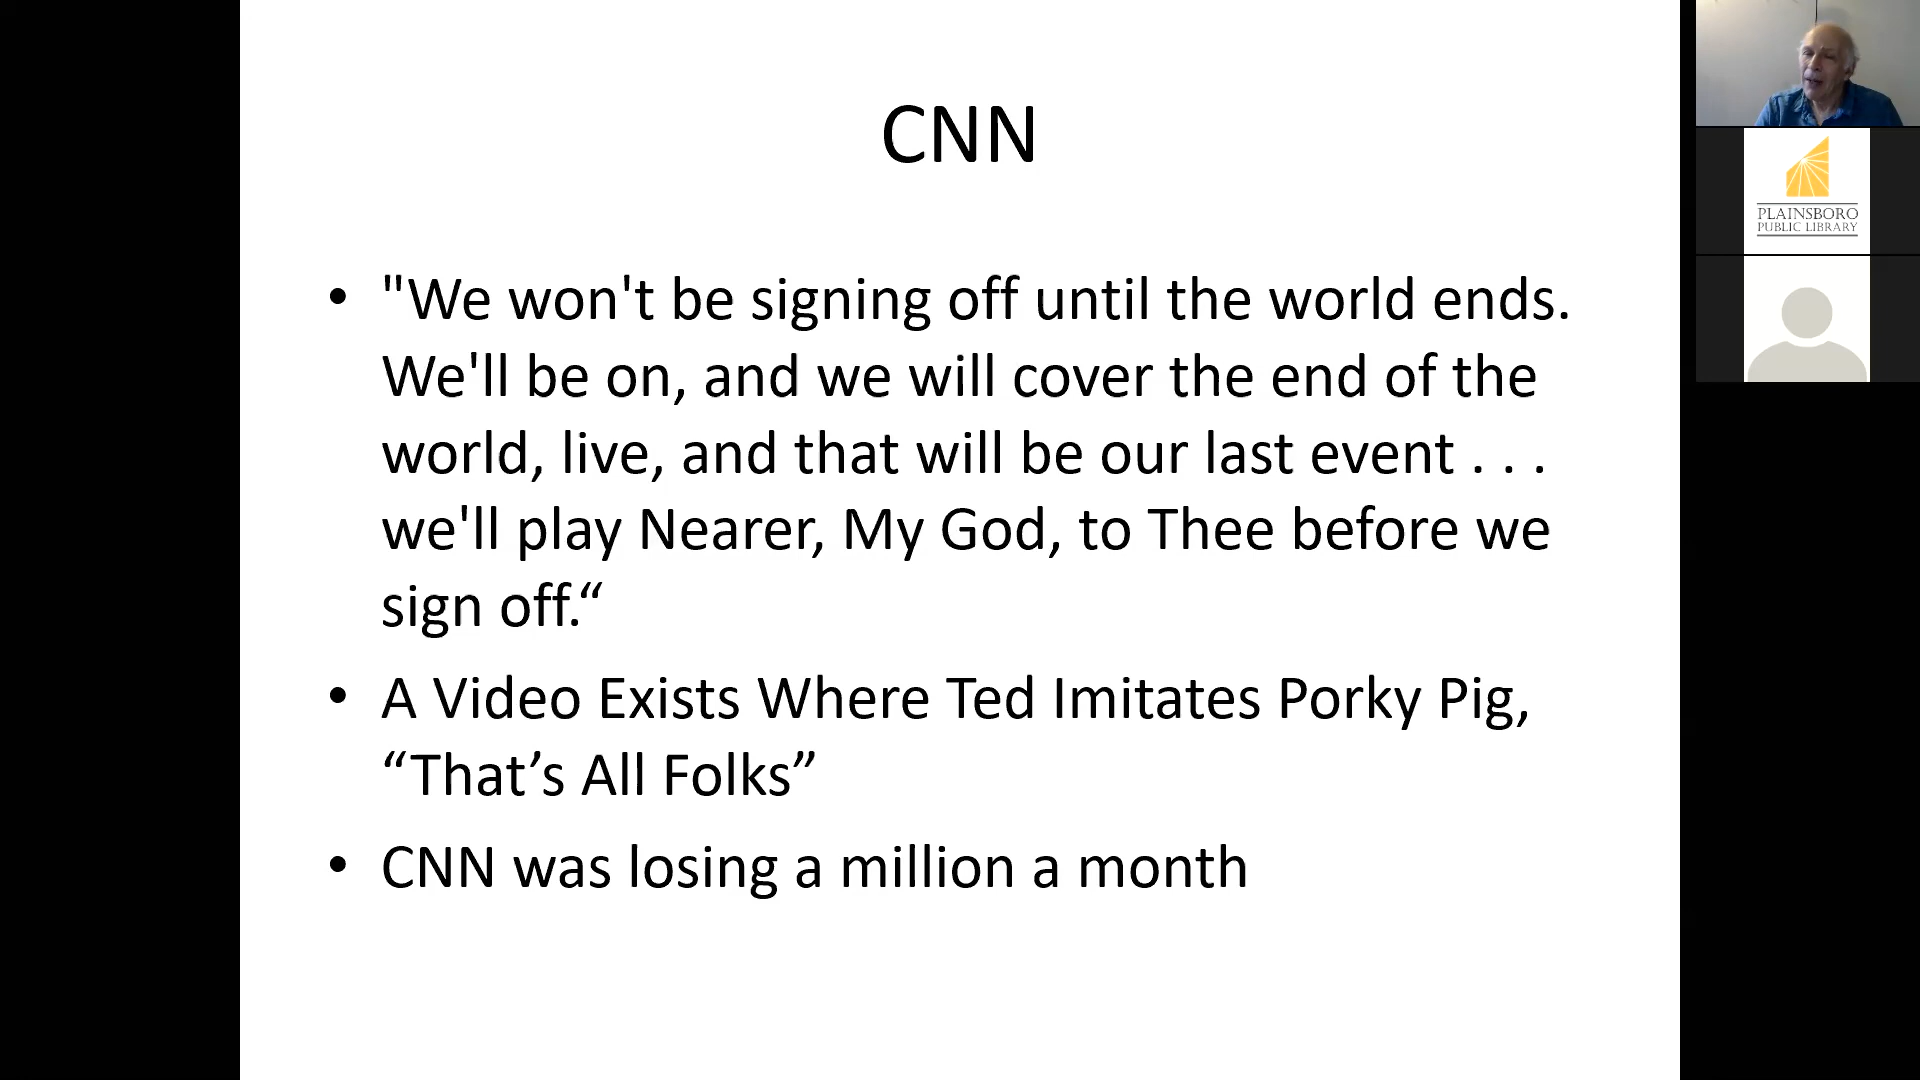 CNN
• "We won't be signing off until the world ends.
We'll be on, and we will cover the end of the
world, live, and that will be our last event . . .
we'll play Nearer, My God, to Thee before we
sign off.“
• A Video Exists Where Ted Imitates Porky Pig,
“That’s All Folks”
• CNN was losing a million a month
PLAINSBORO
PUBLIC LIBRARY